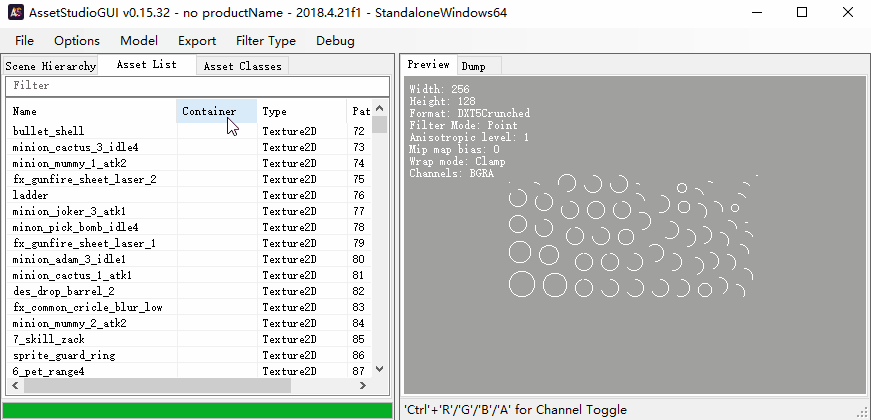 AssetStudioGUI v0.15.32 - no productName - 2018.4.21f1 - StandaloneWindows64
File Options Model Export Filter Type Debug
Scene Hierarchy Asset List Asset Classes
Filter
Name Container Type Pat
bullet_shell Texture2D 72
minion_cactus_3_idle4 Texture2D 73
minion_mummy_1_atk2 Texture2D 74
fx_gunfire_sheet_laser_2 Texture2D 75
ladder Texture2D 76
minion_joker_3_atk1 Texture2D 77
minon_pick_bomb_idle4 Texture2D 78
fx_gunfire_sheet_laser_1 Texture2D 79
minion_adam_3_idle1 Texture2D 80
minion_cactus_1_atk1 Texture2D 81
des_drop_barrel_2 Texture2D 82
fx_common_cricle_blur_low Texture2D 83
minion_mummy_2_atk2 Texture2D 84
7_skill_zack Texture2D 85
sprite_guard_ring Texture2D 86
6_pet_range4 Texture2D 87
Preview Dump
Width: 256
Height: 128
Format: DXT5Crunched
Filter Mode: Point
Anisotropic level: 1
Mip map bias: 0
Wrap mode: Clamp
Channels: BGRA
'Ctrl'+'R'/'G'/'B'/'A' for Channel Toggle